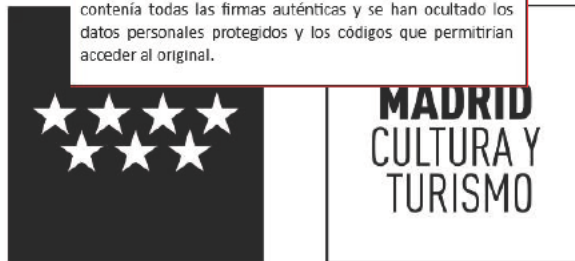 contenía todas las firmas auténticas y se han ocultado los
datos personales protegidos y los códigos que permitirían
acceder al original.
MADRID
CULTURA Y
TURISMO